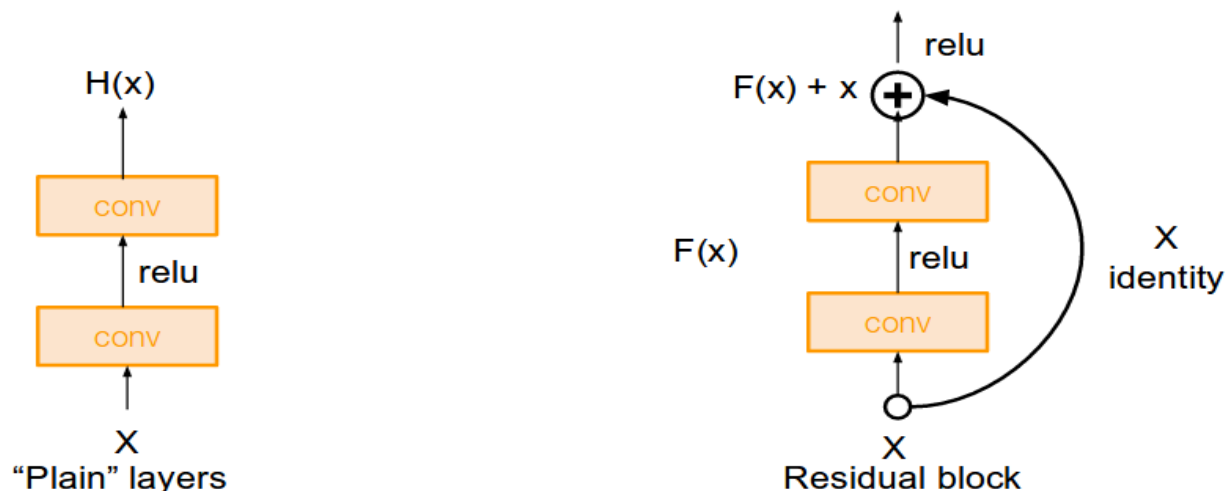 H(x)
conv
relu
conv
X
“Plain” layers
relu
F(x) + x
conv
F(x)
relu
X
identity
conv
X
Residual block